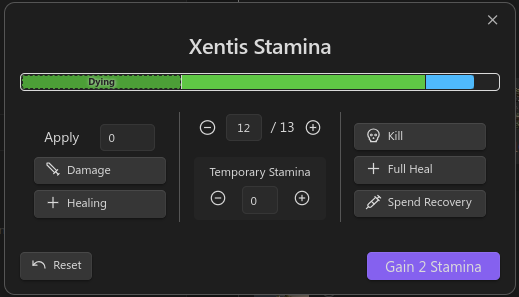 Xentis Stamina
Dying
Apply 0
Damage
Healing
12 / 13
Temporary Stamina
0
Kill
Full Heal
Spend Recovery
Reset
Gain 2 Stamina